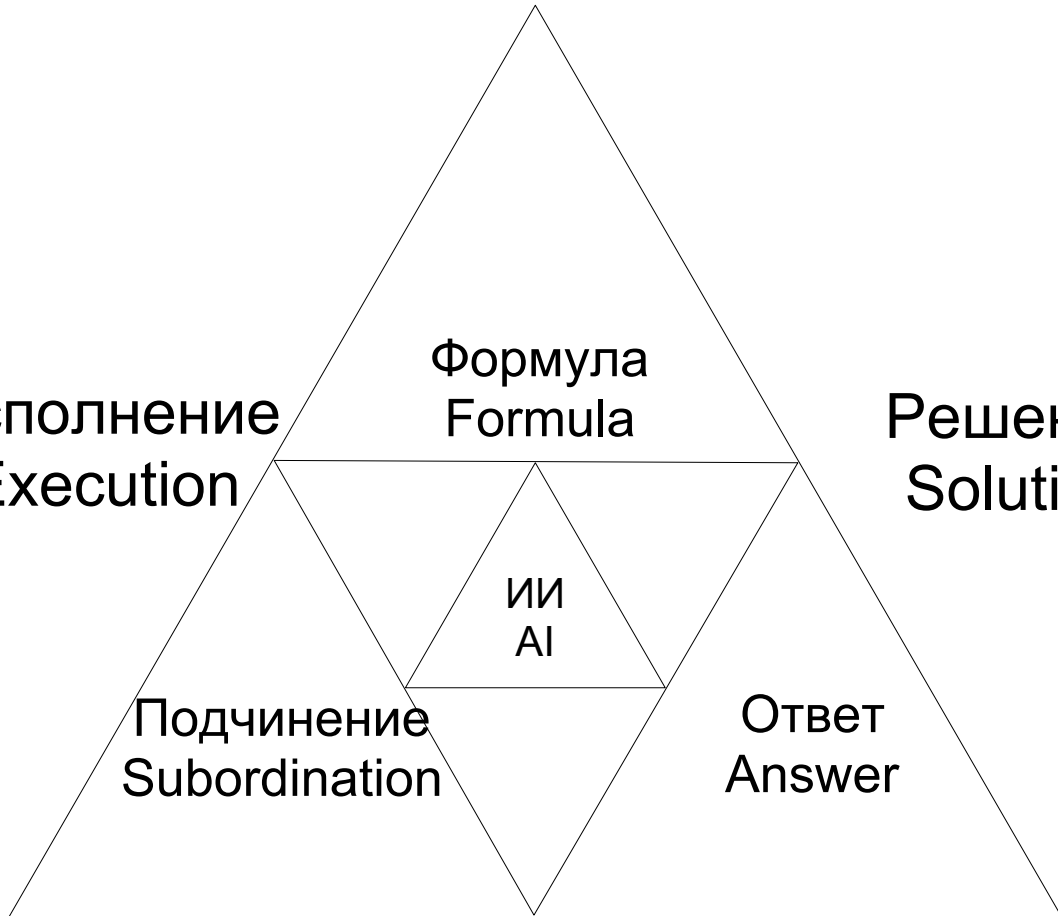 Формула
Formula
сполнение
Execution
Решен
Soluti
ИИ
AI
Подчинение
Subordination
Ответ
Answer